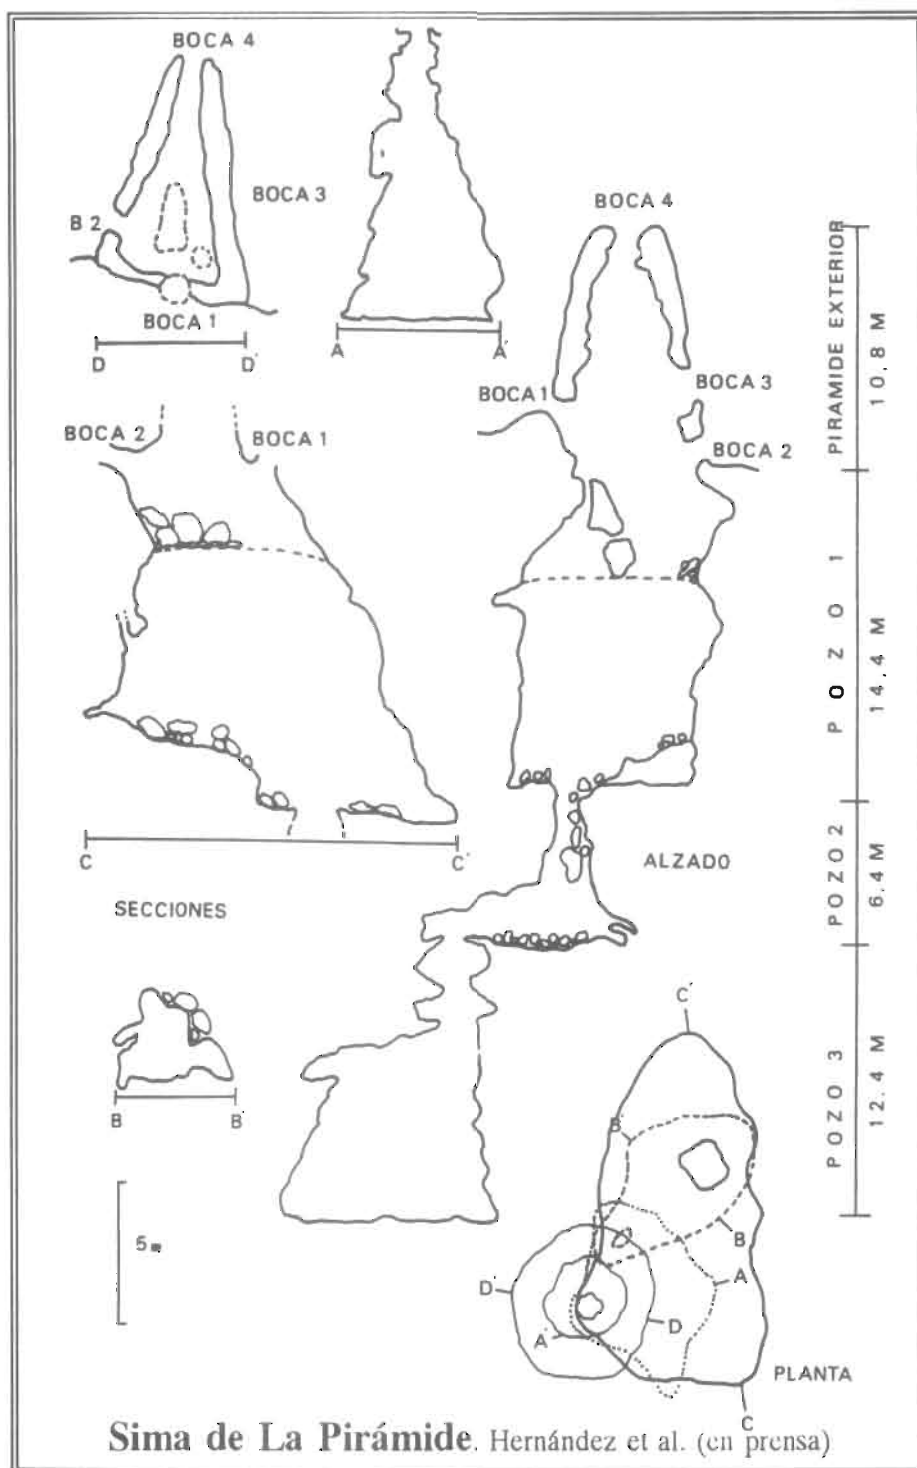 BOCA 4
BOCA 3
B 2
BOCA 1
D D'
A A'
BOCA 4
BOCA 1
BOCA 3
BOCA 2
PIRAMIDE EXTERIOR
10,8 M
BOCA 2
BOCA 1
POZO 1
14,4 M
C C'
ALZADO
POZO 2
6.4 M
SECCIONES
B B'
POZO 3
12.4 M
5 m
C'
B'
B
A
D'
D
A'
PLANTA
C
Sima de La Pirámide. Hernández et al. (en prensa)